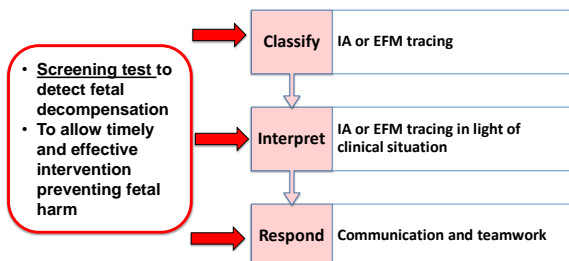 • Screening test to
detect fetal
decompensation
• To allow timely
and effective
intervention
preventing fetal
harm
Classify
IA or EFM tracing
Interpret
IA or EFM tracing in light of
clinical situation
Respond
Communication and teamwork